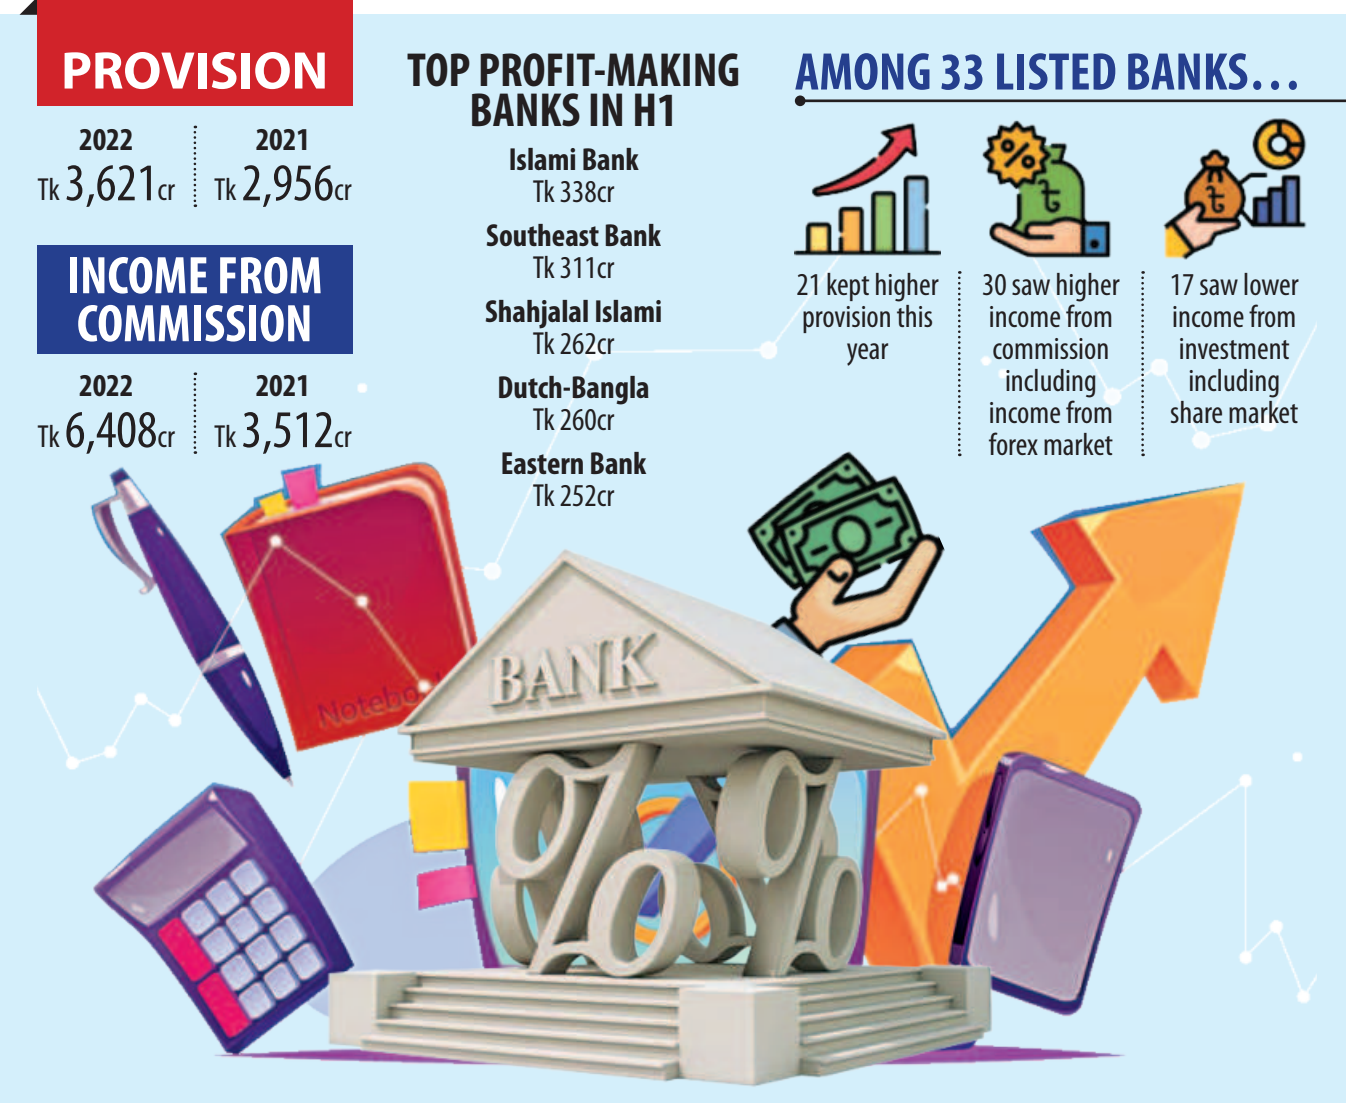 PROVISION
2022
Tk 3,621cr
2021
Tk 2,956cr
INCOME FROM
COMMISSION
2022
Tk 6,408cr
2021
Tk 3,512cr
TOP PROFIT-MAKING
BANKS IN H1
Islami Bank
Tk 338cr
Southeast Bank
Tk 311cr
Shahjalal Islami
Tk 262cr
Dutch-Bangla
Tk 260cr
Eastern Bank
Tk 252cr
AMONG 33 LISTED BANKS...
%
৳
৳
21 kept higher
provision this
year
30 saw higher
income from
commission
including
income from
forex market
17 saw lower
income from
investment
including
share market
BANK
% %